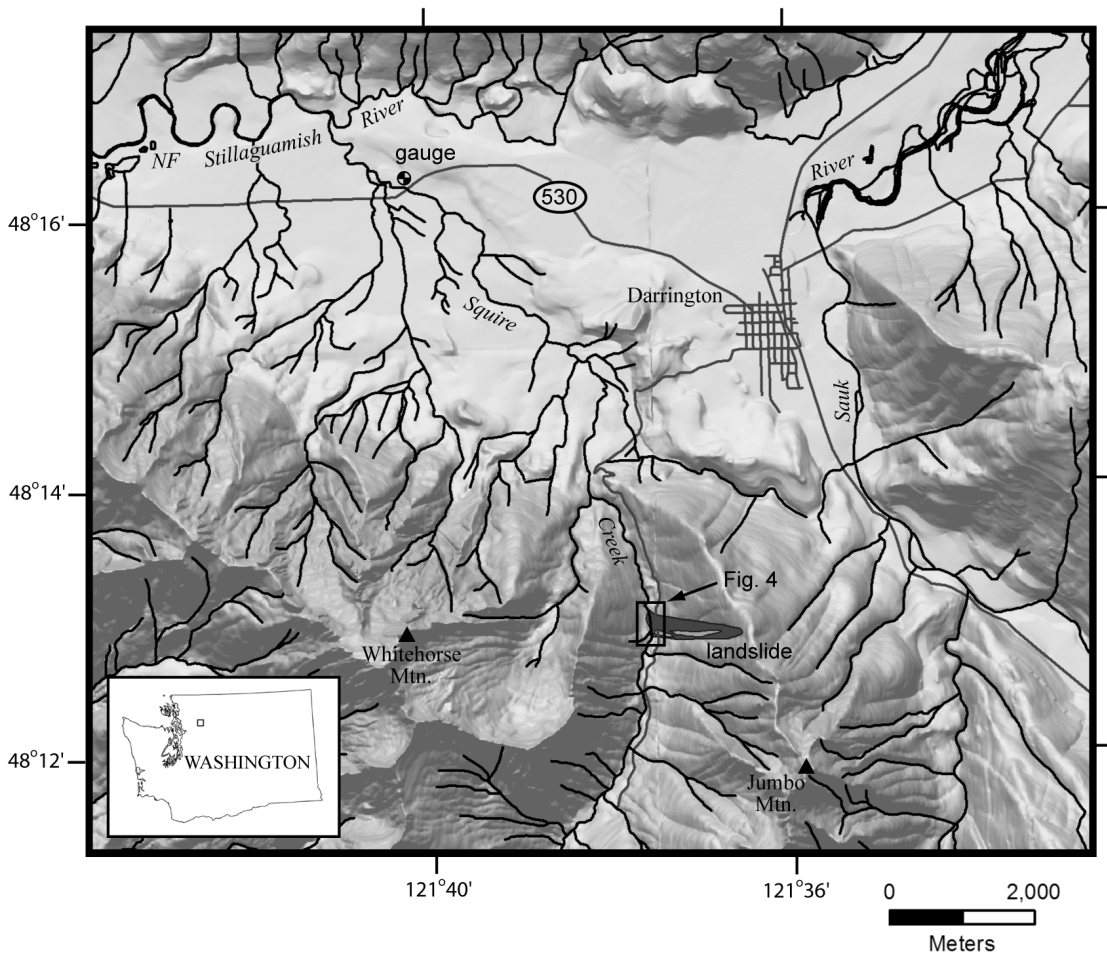 River
NF
Stillaguamish
gauge
River
530
48°16'
Darrington
Squire
Sauk
48°14'
Creek
Fig. 4
landslide
Whitehorse
Mtn.
48°12'
WASHINGTON
Jumbo
Mtn.
121°40'
121°36'
0
2,000
Meters